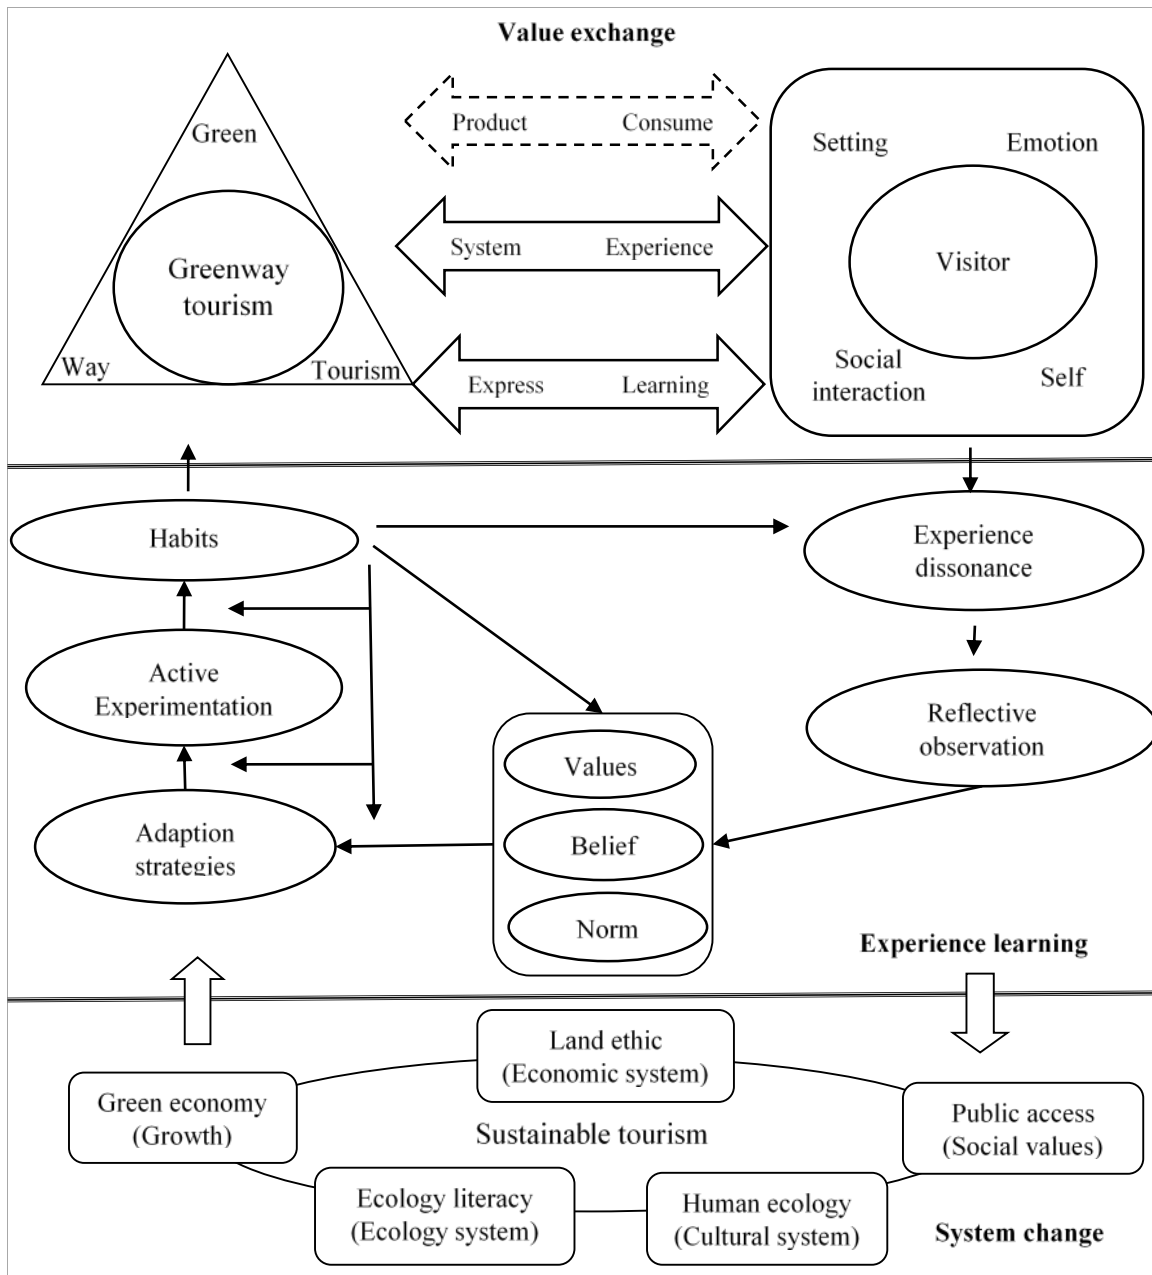 Value exchange
Green
Greenway
tourism
Way
Tourism
Product
Consume
System
Experience
Express
Learning
Setting
Emotion
Visitor
Social
interaction
Self
Habits
Experience
dissonance
Active
Experimentation
Reflective
observation
Values
Adaption
strategies
Belief
Norm
Experience learning
Land ethic
(Economic system)
Green economy
(Growth)
Public access
(Social values)
Sustainable tourism
Ecology literacy
(Ecology system)
Human ecology
(Cultural system)
System change